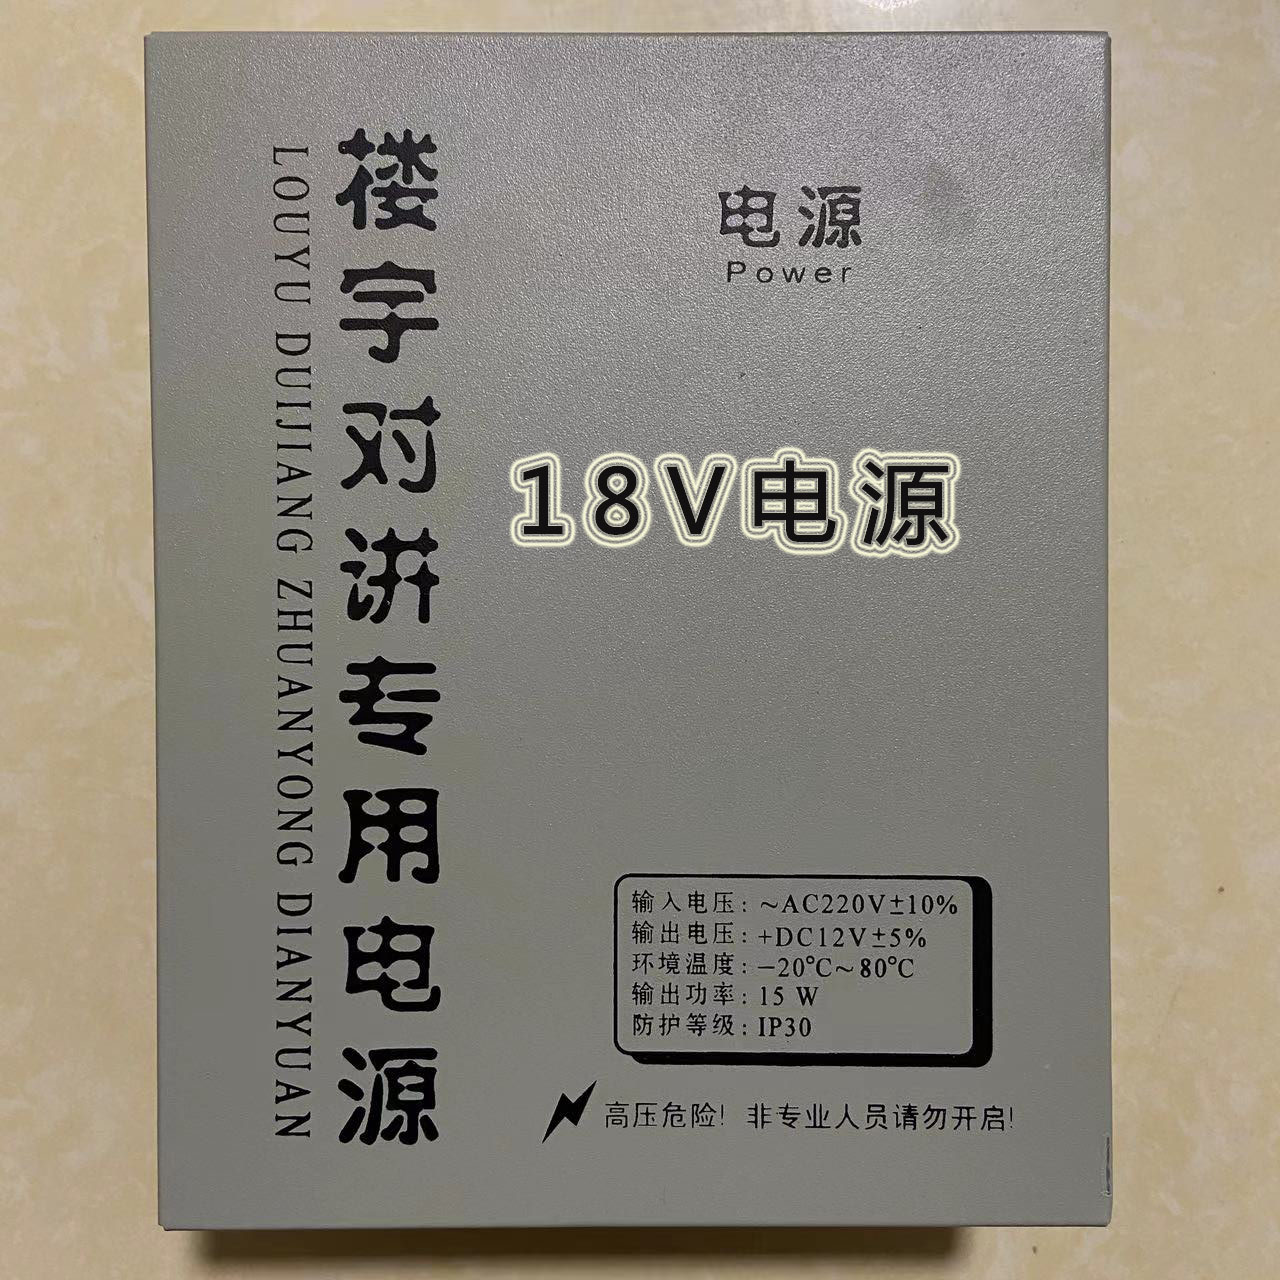 楼宇对讲专用电源
LOUYU DUIJIANG ZHUANYONG DIANYUAN
电源
Power
18V电源
输入电压:~AC220V±10%
输出电压:+DC12V±5%
环境温度:-20℃~80℃
输出功率:15 W
防护等级:IP30
高压危险!非专业人员请勿开启!